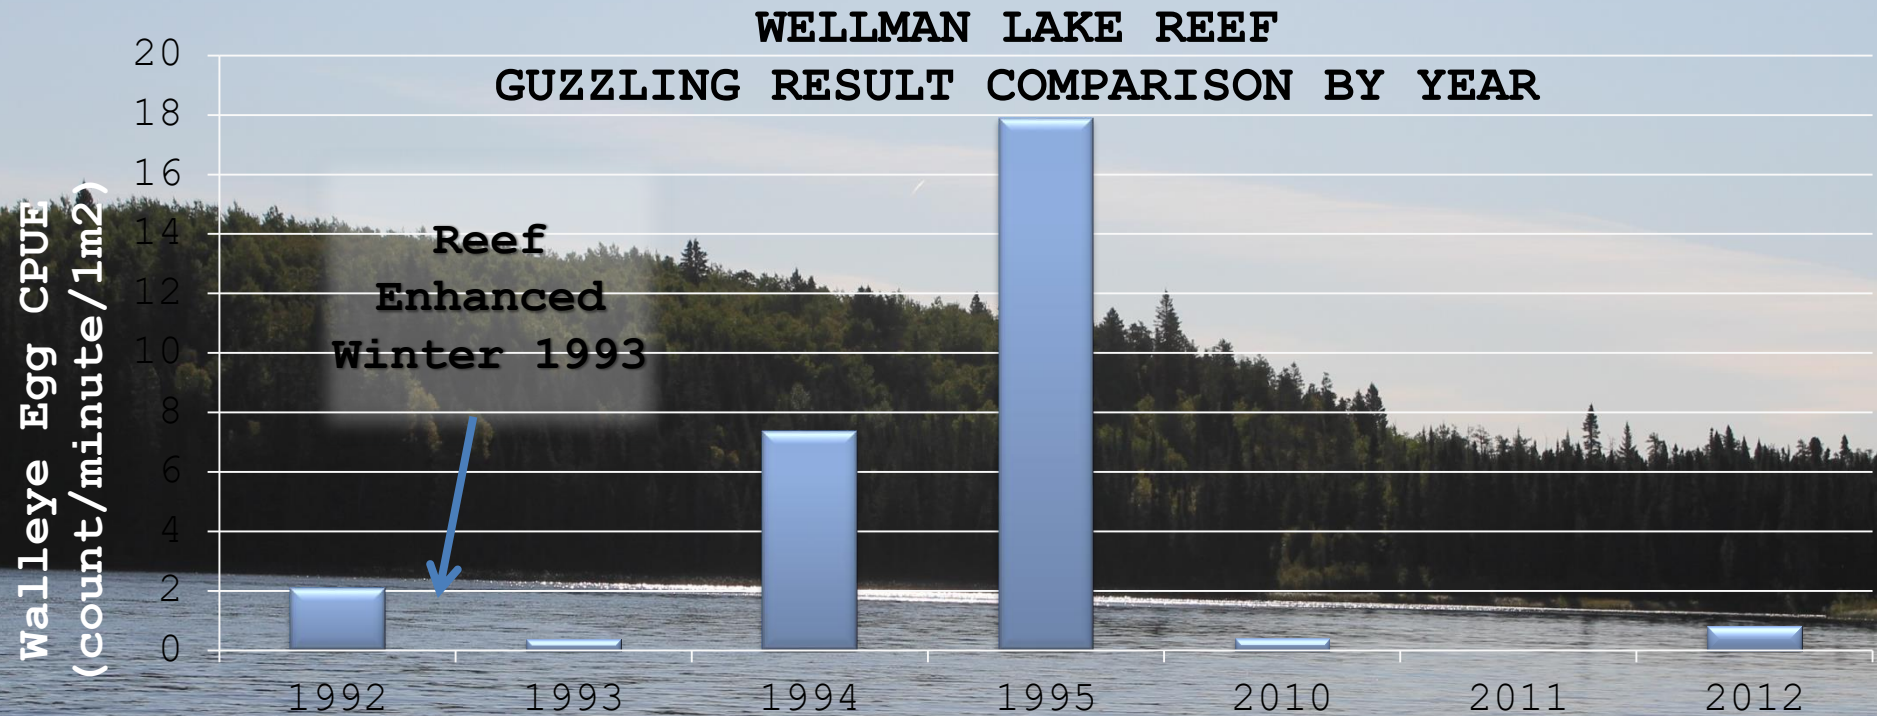 WELLMAN LAKE REEF
GUZZLING RESULT COMPARISON BY YEAR
Walleye Egg CPUE
(count/minute/1m2)
20
18
16
14
12
10
8
6
4
2
0
Reef
Enhanced
Winter 1993
1992 1993 1994 1995 2010 2011 2012